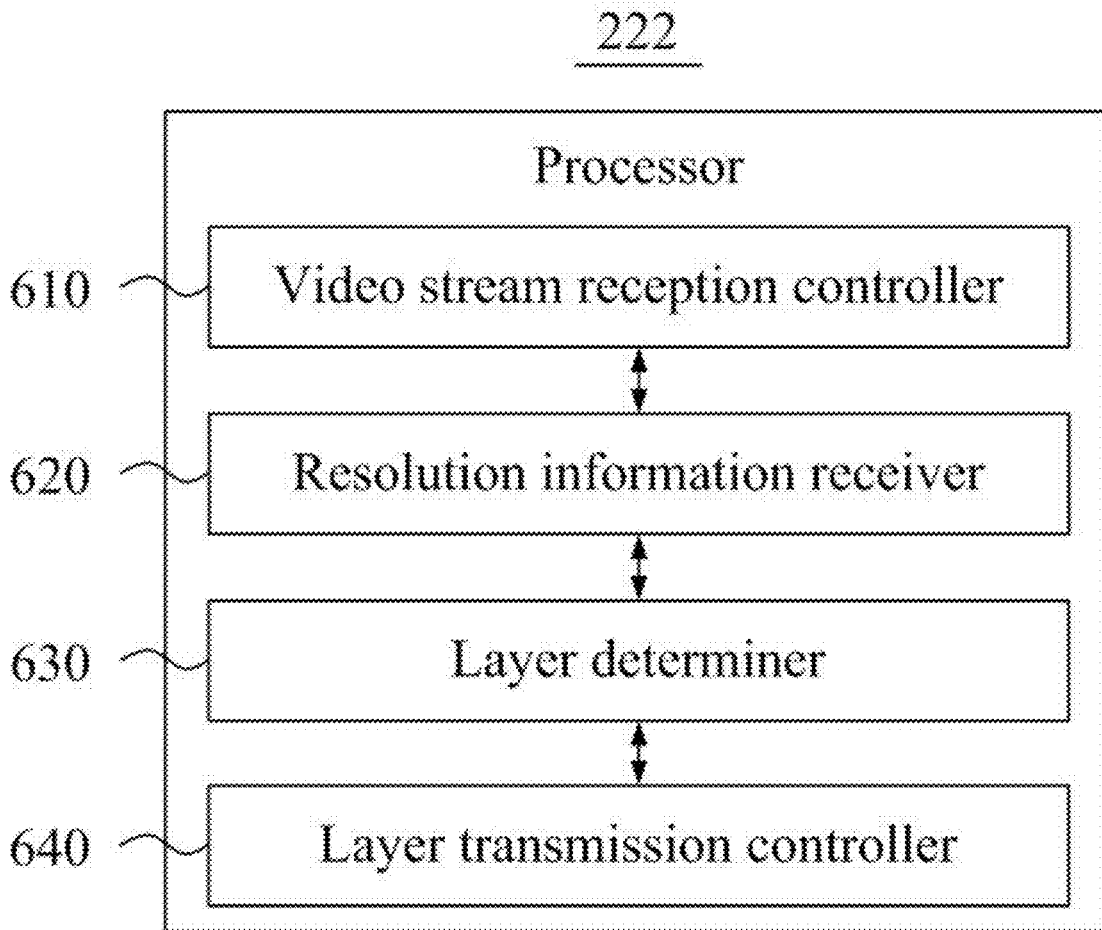 222
Processor
610 Video stream reception controller
620 Resolution information receiver
630 Layer determiner
640 Layer transmission controller